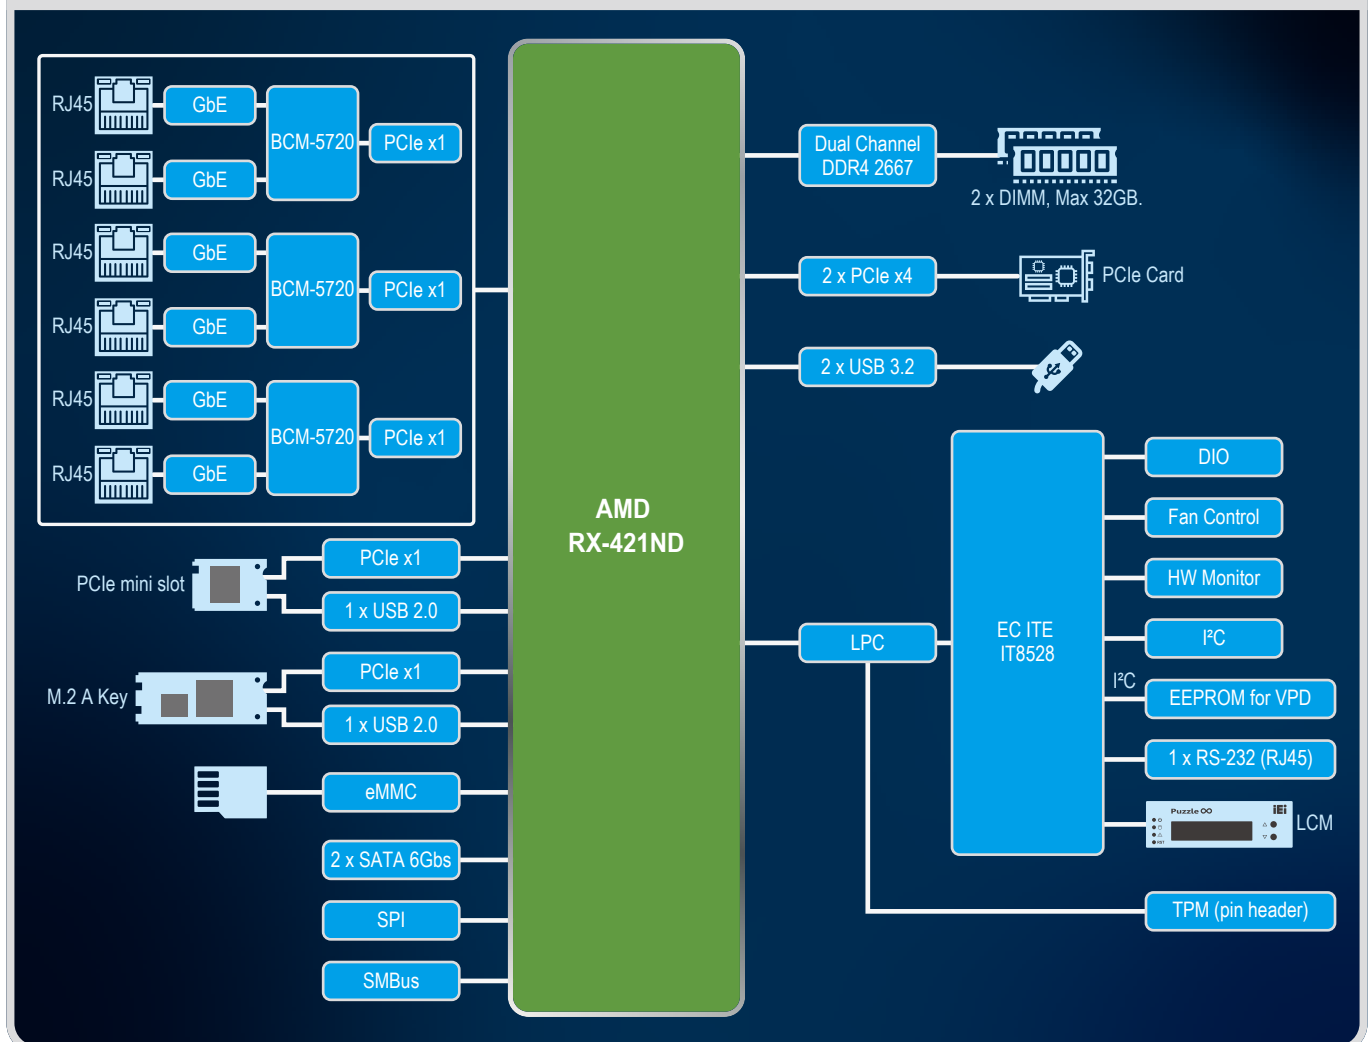 RJ45
GbE
RJ45
GbE
BCM-5720
PCIe x1
RJ45
GbE
RJ45
GbE
BCM-5720
PCIe x1
RJ45
GbE
RJ45
GbE
BCM-5720
PCIe x1
PCIe mini slot
PCIe x1
1 x USB 2.0
M.2 A Key
PCIe x1
1 x USB 2.0
eMMC
2 x SATA 6Gbs
SPI
SMBus
AMD
RX-421ND
Dual Channel
DDR4 2667
2 x DIMM, Max 32GB.
2 x PCIe x4
PCIe Card
2 x USB 3.2
LPC
EC ITE
IT8528
DIO
Fan Control
HW Monitor
I²C
I²C
EEPROM for VPD
1 x RS-232 (RJ45)
Puzzle
iEi
RST
LCM
TPM (pin header)